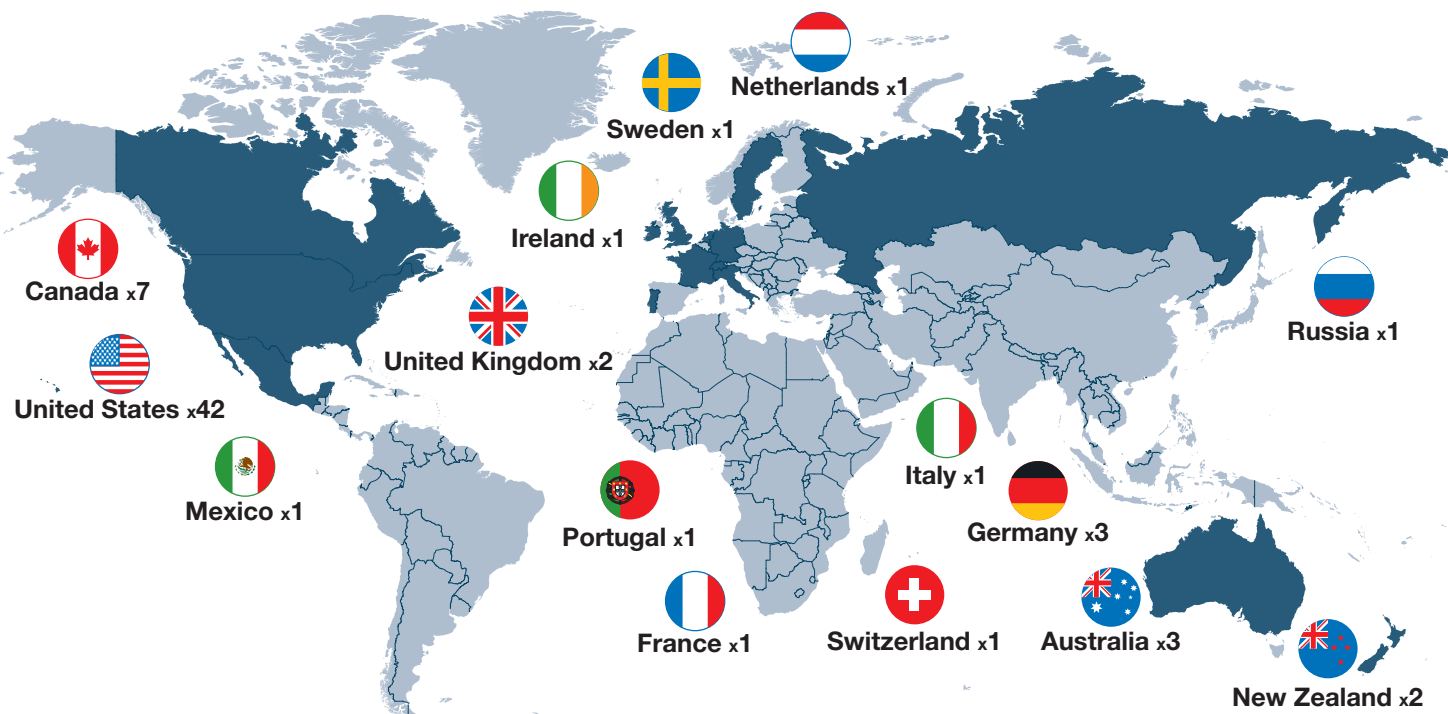 Netherlands x1
Sweden x1
Ireland x1
Canada x7
United Kingdom x2
Russia x1
United States x42
Italy x1
Mexico x1
Portugal x1
Germany x3
France x1
Switzerland x1
Australia x3
New Zealand x2